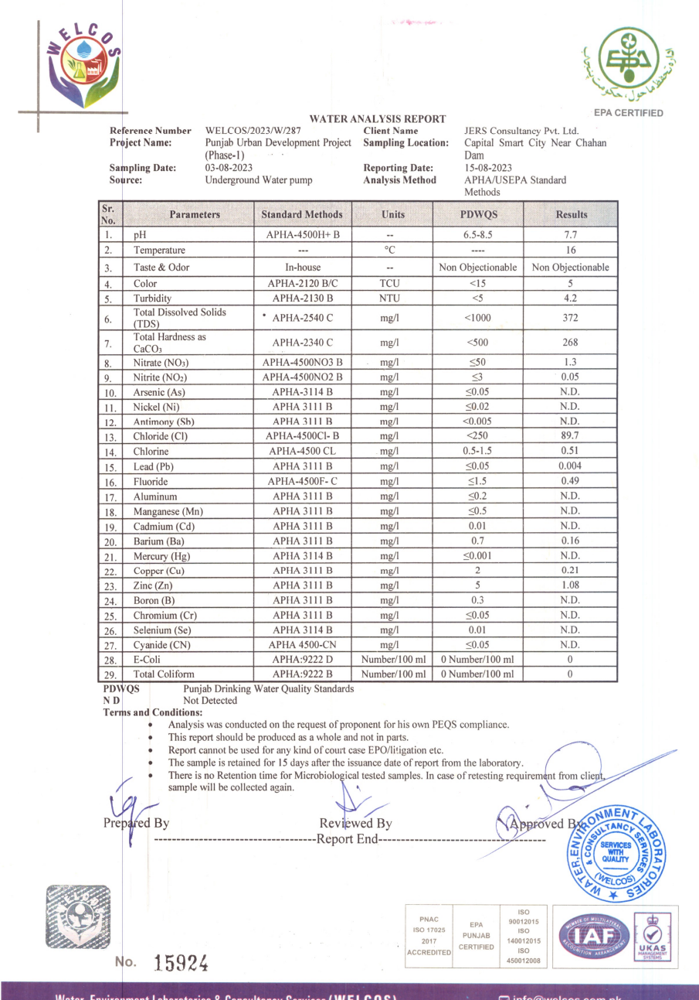 WELCOS
EPA
ادارہ تحفظ ماحول، حکومت پنجاب
EPA CERTIFIED
WATER ANALYSIS REPORT
Reference Number WELCOS/2023/W/287 Client Name JERS Consultancy Pvt. Ltd.
Project Name: Punjab Urban Development Project Sampling Location: Capital Smart City Near Chahan
(Phase-1) Dam
Sampling Date: 03-08-2023 Reporting Date: 15-08-2023
Source: Underground Water pump Analysis Method APHA/USEPA Standard
Methods
Sr. No. Parameters Standard Methods Units PDWQS Results
1. pH APHA-4500H+ B -- 6.5-8.5 7.7
2. Temperature --- °C ---- 16
3. Taste & Odor In-house -- Non Objectionable Non Objectionable
4. Color APHA-2120 B/C TCU <15 5
5. Turbidity APHA-2130 B NTU <5 4.2
6. Total Dissolved Solids (TDS) APHA-2540 C mg/l <1000 372
7. Total Hardness as CaCO₃ APHA-2340 C mg/l <500 268
8. Nitrate (NO₃) APHA-4500NO3 B mg/l ≤50 1.3
9. Nitrite (NO₂) APHA-4500NO2 B mg/l ≤3 0.05
10. Arsenic (As) APHA-3114 B mg/l ≤0.05 N.D.
11. Nickel (Ni) APHA 3111 B mg/l ≤0.02 N.D.
12. Antimony (Sb) APHA 3111 B mg/l <0.005 N.D.
13. Chloride (Cl) APHA-4500Cl- B mg/l <250 89.7
14. Chlorine APHA-4500 CL mg/l 0.5-1.5 0.51
15. Lead (Pb) APHA 3111 B mg/l ≤0.05 0.004
16. Fluoride APHA-4500F- C mg/l ≤1.5 0.49
17. Aluminum APHA 3111 B mg/l ≤0.2 N.D.
18. Manganese (Mn) APHA 3111 B mg/l ≤0.5 N.D.
19. Cadmium (Cd) APHA 3111 B mg/l 0.01 N.D.
20. Barium (Ba) APHA 3111 B mg/l 0.7 0.16
21. Mercury (Hg) APHA 3114 B mg/l ≤0.001 N.D.
22. Copper (Cu) APHA 3111 B mg/l 2 0.21
23. Zinc (Zn) APHA 3111 B mg/l 5 1.08
24. Boron (B) APHA 3111 B mg/l 0.3 N.D.
25. Chromium (Cr) APHA 3111 B mg/l ≤0.05 N.D.
26. Selenium (Se) APHA 3114 B mg/l 0.01 N.D.
27. Cyanide (CN) APHA 4500-CN mg/l ≤0.05 N.D.
28. E-Coli APHA:9222 D Number/100 ml 0 Number/100 ml 0
29. Total Coliform APHA:9222 B Number/100 ml 0 Number/100 ml 0
PDWQS Punjab Drinking Water Quality Standards
N D Not Detected
Terms and Conditions:
• Analysis was conducted on the request of proponent for his own PEQS compliance.
• This report should be produced as a whole and not in parts.
• Report cannot be used for any kind of court case EPO/litigation etc.
• The sample is retained for 15 days after the issuance date of report from the laboratory.
• There is no Retention time for Microbiological tested samples. In case of retesting requirement from client,
sample will be collected again.
Prepared By Reviewed By Approved By
-----------------------------------Report End-------------------------------------
WATER, ENVIRONMENT LABORATORIES
& CONSULTANCY SERVICES
SERVICES
WITH
QUALITY
(WELCOS)
WELCOS
No. 15924
PNAC
ISO 17025
2017
ACCREDITED
EPA
PUNJAB
CERTIFIED
ISO
90012015
ISO
140012015
ISO
450012008
MEMBER OF MULTILATERAL
IAF
RECOGNITION ARRANGEMENT
UKAS
MANAGEMENT
SYSTEMS
Water, Environment Laboratories & Consultancy Services (WELCOS)
info@welcos.com.pk